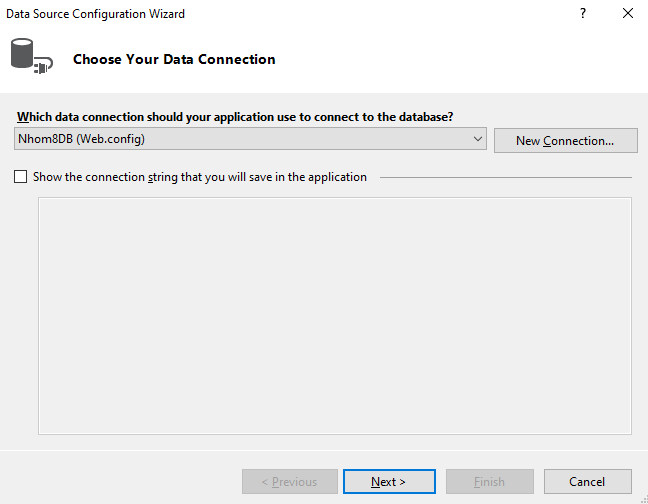 Data Source Configuration Wizard
?
Choose Your Data Connection
Which data connection should your application use to connect to the database?
Nhom8DB (Web.config)
New Connection...
Show the connection string that you will save in the application
< Previous
Next >
Finish
Cancel